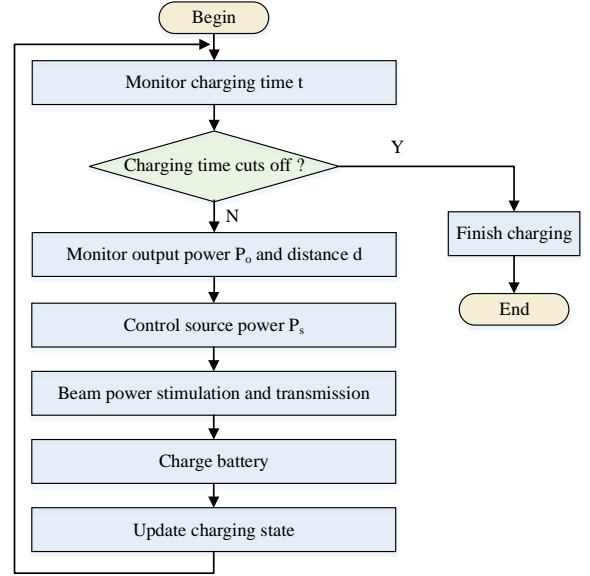 Begin
Monitor charging time t
Charging time cuts off ?
Y
N
Finish charging
Monitor output power Pₒ and distance d
End
Control source power Pₛ
Beam power stimulation and transmission
Charge battery
Update charging state